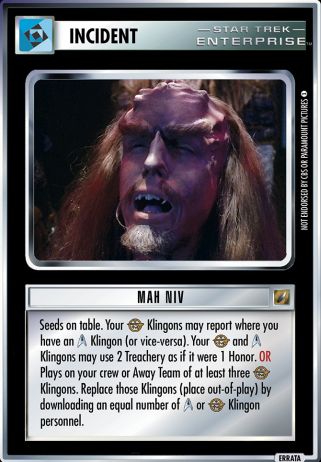 INCIDENT
STAR TREK
ENTERPRISE™
NOT ENDORSED BY CBS OR PARAMOUNT PICTURES
MAH NIV
Seeds on table. Your Klingons may report where you
have an Klingon (or vice-versa). Your and
Klingons may use 2 Treachery as if it were 1 Honor. OR
Plays on your crew or Away Team of at least three
Klingons. Replace those Klingons (place out-of-play) by
downloading an equal number of or Klingon
personnel.
ERRATA